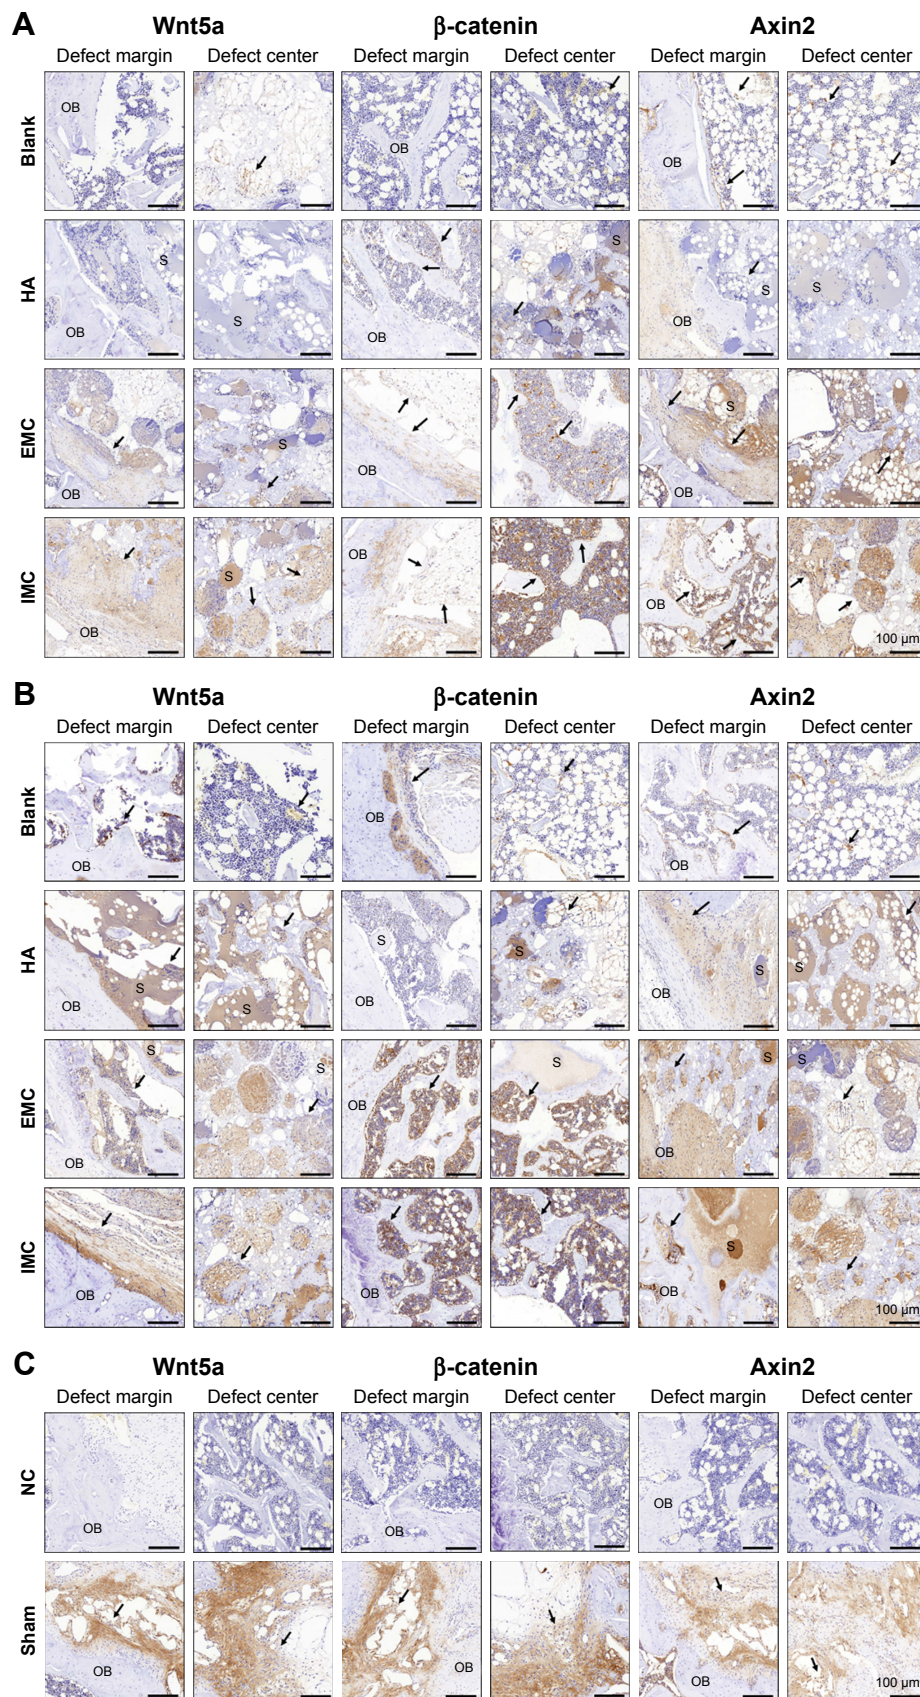 A
Wnt5a β-catenin Axin2
Defect margin Defect center Defect margin Defect center Defect margin Defect center
Blank
OB OB OB
HA
OB S S OB S OB S S
EMC
OB S OB OB S
IMC
OB S OB OB 100 μm
B
Wnt5a β-catenin Axin2
Defect margin Defect center Defect margin Defect center Defect margin Defect center
Blank
OB OB OB
HA
OB S S S OB S OB S S
EMC
OB S S OB S OB S S
IMC
OB OB OB S 100 μm
C
Wnt5a β-catenin Axin2
Defect margin Defect center Defect margin Defect center Defect margin Defect center
NC
OB OB OB
Sham
OB OB OB 100 μm